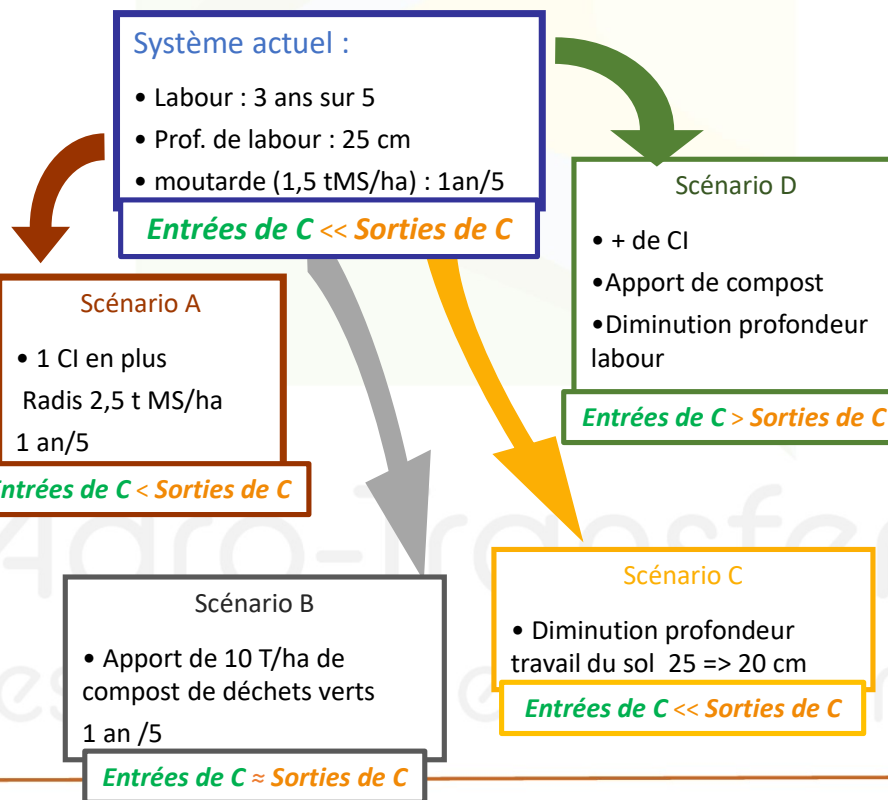 Système actuel :
• Labour : 3 ans sur 5
• Prof. de labour : 25 cm
• moutarde (1,5 tMS/ha) : 1an/5
Entrées de C << Sorties de C
Scénario A
• 1 CI en plus
Radis 2,5 t MS/ha
1 an/5
ntrées de C < Sorties de C
Scénario D
• + de CI
•Apport de compost
•Diminution profondeur
labour
Entrées de C > Sorties de C
Scénario B
• Apport de 10 T/ha de
compost de déchets verts
1 an /5
Entrées de C ≈ Sorties de C
Scénario C
• Diminution profondeur
travail du sol 25 => 20 cm
Entrées de C << Sorties de C
Agro-Transfer